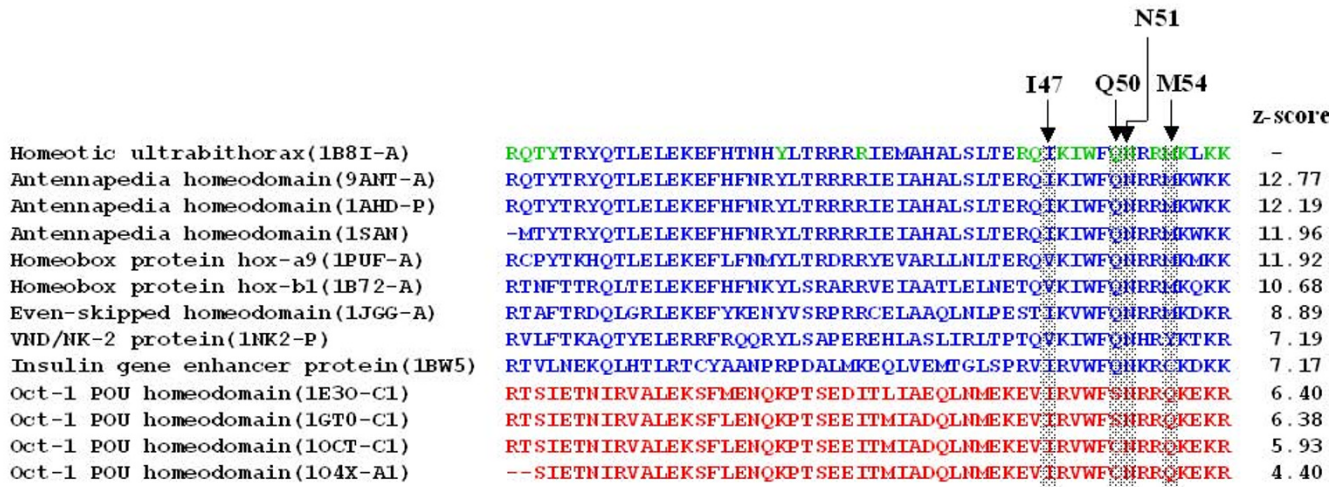 N51
I47 Q50 M54
z-score
Homeotic ultrabithorax(1B8I-A) RQTYTRYQTLELEKEFHTNHYLTRRRRIEMAHALSLTERQIKIWFQNRRMKLKK -
Antennapedia homeodomain(9ANT-A) RQTYTRYQTLELEKEFHFNRYLTRRRRIEIAHALSLTERQIKIWFQNRRMKWKK 12.77
Antennapedia homeodomain(1AHD-P) RQTYTRYQTLELEKEFHFNRYLTRRRRIEIAHALSLTERQIKIWFQNRRMKWKK 12.19
Antennapedia homeodomain(1SAN) -MTYTRYQTLELEKEFHFNRYLTRRRRIEIAHALSLTERQIKIWFQNRRMKWKK 11.96
Homeobox protein hox-a9(1PUF-A) RCPYTKHQTLELEKEFLFNMYLTRDRRYEVARLLNLTERQVKIWFQNRRMKMKK 11.92
Homeobox protein hox-b1(1B72-A) RTNFTTRQLTELEKEFHFNKYLSRARRVEIAATLELNETQVKIWFQNRRMKQKK 10.68
Even-skipped homeodomain(1JGG-A) RTAFTRDQLGRLEKEFYKENYVSRPRRCELAAQLNLPESTIKVWFQNRRMKDKR 8.89
VND/NK-2 protein(1NK2-P) RVLFTKAQTYELERRFRQQRYLSAPEREHLASLIRLTPTQVKIWFQNHRYKTKR 7.19
Insulin gene enhancer protein(1BW5) RTVLNEKQLHTLRTCYAANPRPDALMKEQLVEMTGLSPRVIRVWFQNKRCKDKK 7.17
Oct-1 POU homeodomain(1E3O-C1) RTSIETNIRVALEKSFMENQKPTSEDITLIAEQLNMEKEVIRVWFSNRRQKEKR 6.40
Oct-1 POU homeodomain(1GT0-C1) RTSIETNIRVALEKSFLENQKPTSEEITMIADQLNMEKEVIRVWFSNRRQKEKR 6.38
Oct-1 POU homeodomain(1OCT-C1) RTSIETNIRVALEKSFLENQKPTSEEITMIADQLNMEKEVIRVWFCNRRQKEKR 5.93
Oct-1 POU homeodomain(1O4X-A1) --SIETNIRVALEKSFLENQKPTSEEITMIADQLNMEKEVIRVWFCNRRQKEKR 4.40